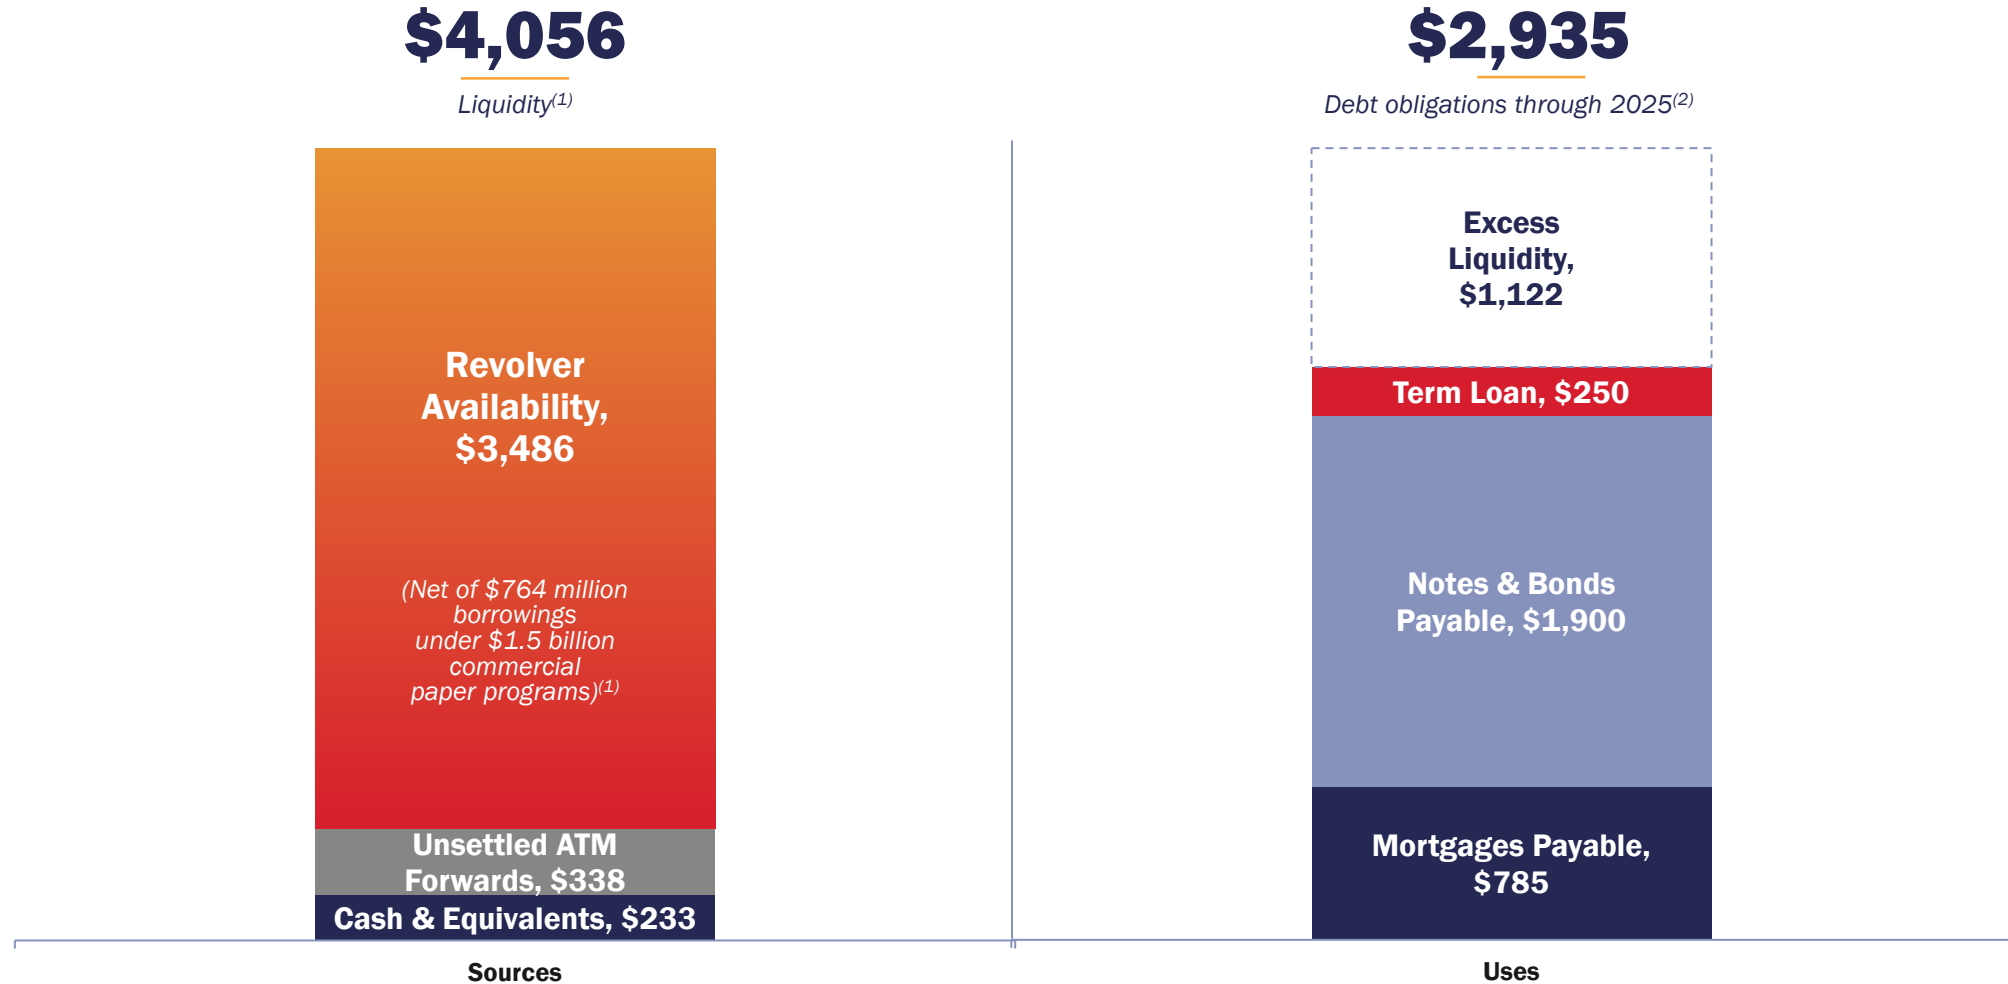 $4,056
Liquidity(1)
Revolver
Availability,
$3,486
(Net of $764 million
borrowings
under $1.5 billion
commercial
paper programs)(1)
Unsettled ATM
Forwards, $338
Cash & Equivalents, $233
Sources
$2,935
Debt obligations through 2025(2)
Excess
Liquidity,
$1,122
Term Loan, $250
Notes & Bonds
Payable, $1,900
Mortgages Payable,
$785
Uses